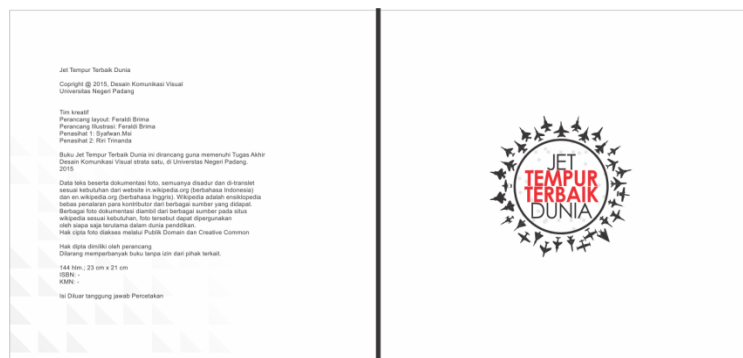 Jet Tempur Terbaik Dunia
Copright @ 2015, Desain Komunikasi Visual
Universitas Negeri Padang
Tim kreatif
Perancang layout: Feraldi Brima
Perancang Illustrasi: Feraldi Brima
Penasihat 1: Syafwan.Msi
Penasihat 2: Riri Trinanda
Buku Jet Tempur Terbaik Dunia ini dirancang guna memenuhi Tugas Akhir
Desain Komunikasi Visual strata satu, di Universtas Negeri Padang.
2015
Data teks beserta dokumentasi foto, semuanya disadur dan di-translet
sesuai kebutuhan dari website in.wikipedia.org (berbahasa Indonesia)
dan en.wikipedia.org (berbahasa Inggris). Wikipedia adalah ensiklopedia
bebas penalaran para kontributor dari berbagai sumber yang didapat.
Berbagai foto dokumentasi diambil dari berbagai sumber pada situs
wikipedia sesuai kebutuhan, foto tersebut dapat dipergunakan
oleh siapa saja terutama dalam dunia pendidikan.
Hak cipta foto diakses melalui Publik Domain dan Creative Common
Hak dipta dimiliki oleh perancang
Dilarang memperbanyak buku tanpa izin dari pihak terkait.
144 hlm.; 23 cm x 21 cm
ISBN: -
KMN: -
Isi Diluar tanggung jawab Percetakan
JET
TEMPUR
TERBAIK
DUNIA